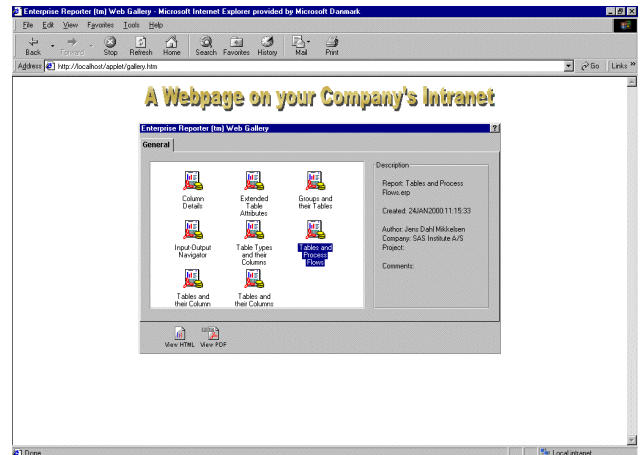 Enterprise Reporter (tm) Web Gallery - Microsoft Internet Explorer provided by Microsoft Danmark
File Edit View Favorites Tools Help
Back Forward Stop Refresh Home Search Favorites History Mail Print
Address http://localhost/applet/gallery.htm Go Links »
A Webpage on your Company's Intranet
Enterprise Reporter (tm) Web Gallery ?
General
Description
Report: Tables and Process
Flows.erp
Created: 24JAN2000:11:15:33
Author: Jens Dahl Mikkelsen
Company: SAS Institute A/S
Project:
Comments:
Column
Details
Extended
Table
Attributes
Groups and
their Tables
Input-Output
Navigator
Table Types
and their
Columns
Tables and
Process
Flows
Tables and
their Column
Tables and
their Columns
View HTML View PDF
Done Local intranet